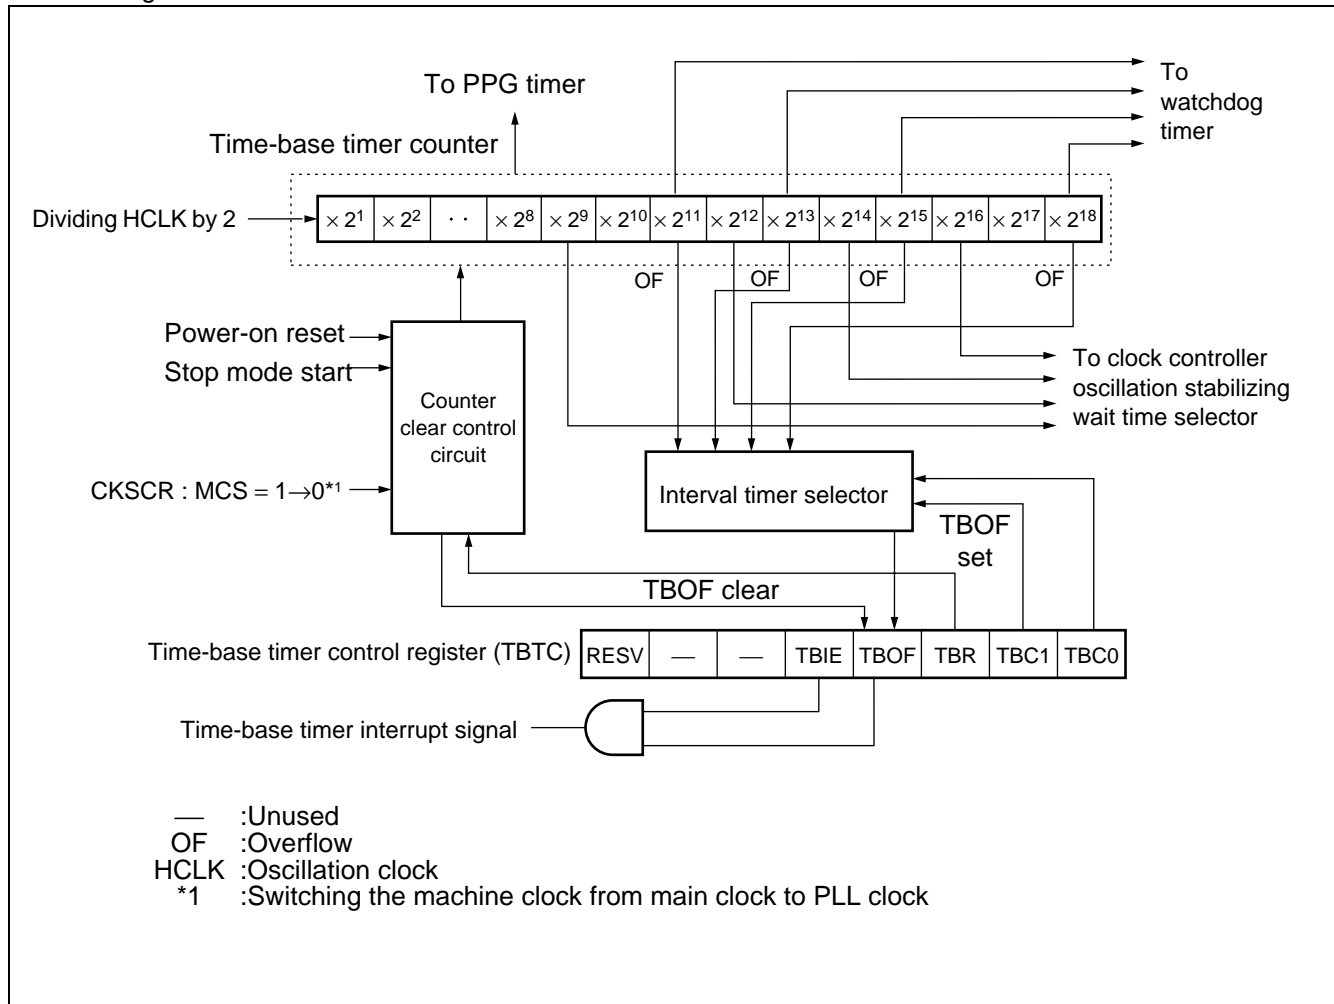 To PPG timer
To
watchdog
timer
Time-base timer counter
Dividing HCLK by 2
× 2¹ × 2² · · × 2⁸ × 2⁹ × 2¹⁰ × 2¹¹ × 2¹² × 2¹³ × 2¹⁴ × 2¹⁵ × 2¹⁶ × 2¹⁷ × 2¹⁸
OF OF OF OF
Power-on reset
Stop mode start
Counter
clear control
circuit
CKSCR : MCS = 1→0*¹
To clock controller
oscillation stabilizing
wait time selector
Interval timer selector
TBOF
set
TBOF clear
Time-base timer control register (TBTC)
RESV — — TBIE TBOF TBR TBC1 TBC0
Time-base timer interrupt signal
— :Unused
OF :Overflow
HCLK :Oscillation clock
*1 :Switching the machine clock from main clock to PLL clock